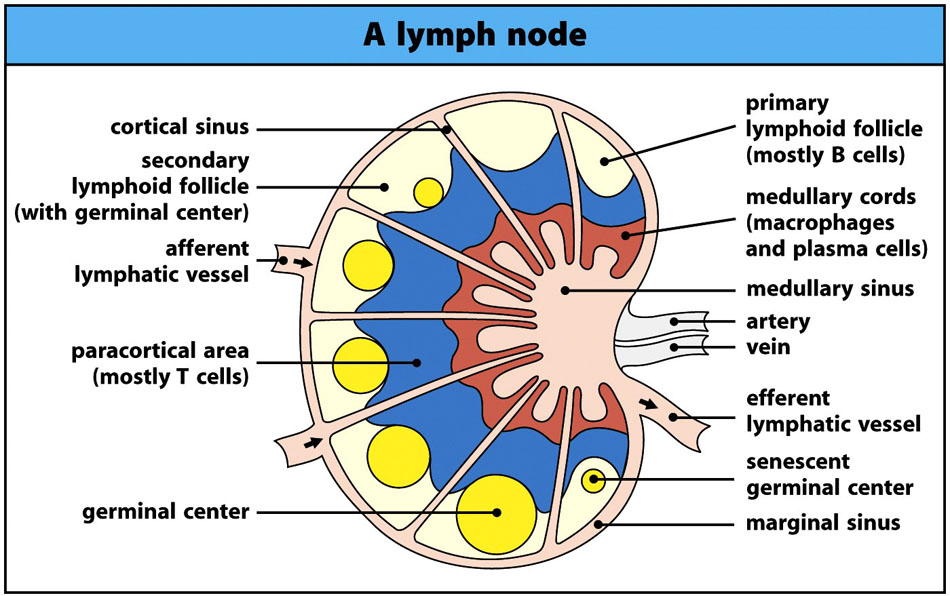 A lymph node
cortical sinus
secondary
lymphoid follicle
(with germinal center)
afferent
lymphatic vessel
paracortical area
(mostly T cells)
germinal center
primary
lymphoid follicle
(mostly B cells)
medullary cords
(macrophages
and plasma cells)
medullary sinus
artery
vein
efferent
lymphatic vessel
senescent
germinal center
marginal sinus